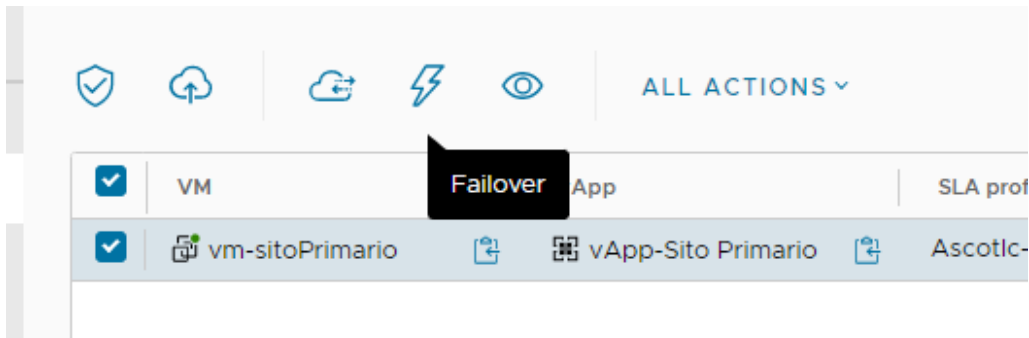 ALL ACTIONS
Failover
VM
App
SLA prof
vm-sitoPrimario
vApp-Sito Primario
Ascotlc-